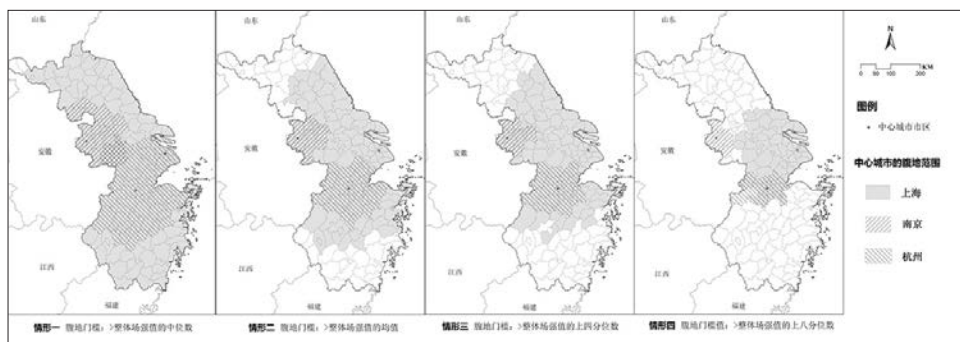 山东
安徽
江西
福建
情形一 腹地门槛:>整体场强值的中位数
山东
安徽
江西
福建
情形二 腹地门槛:>整体场强值的均值
山东
安徽
江西
福建
情形三 腹地门槛:>整体场强值的上四分位数
山东
安徽
江西
福建
情形四 腹地门槛值:>整体场强值的上八分位数
N
0 50 100 200
KM
图例
中心城市市区
中心城市的腹地范围
上海
南京
杭州